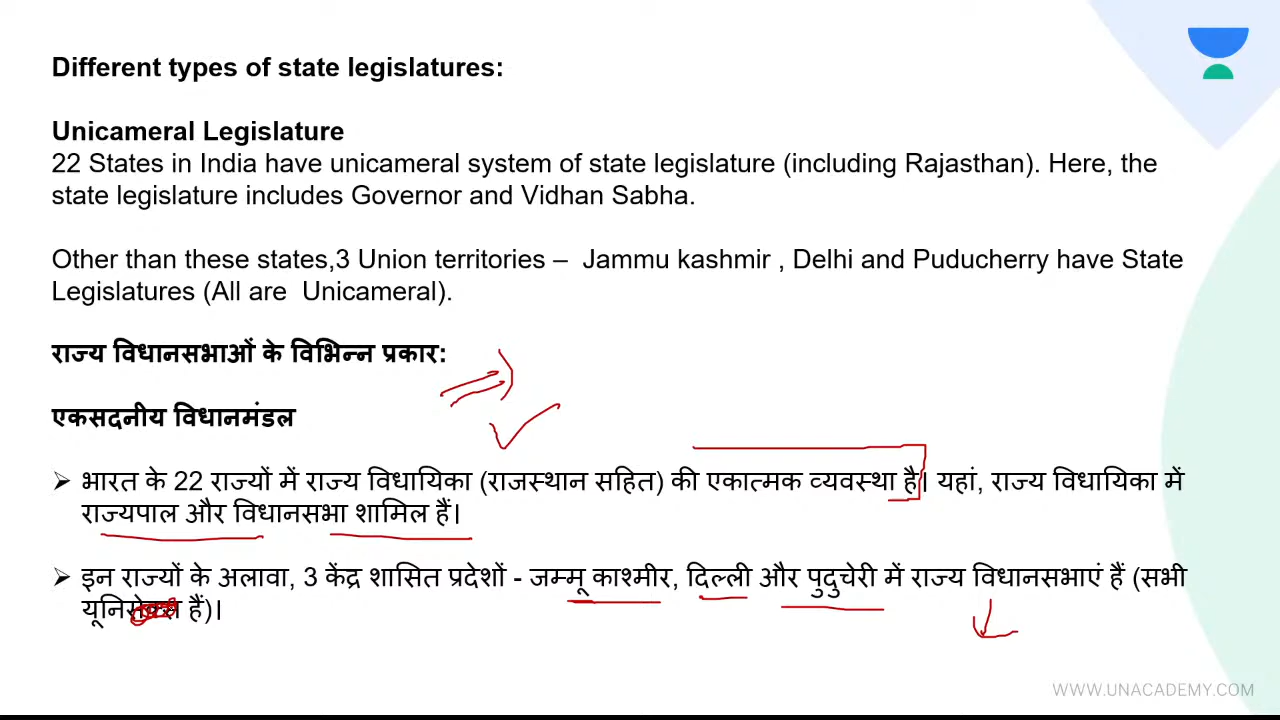 Different types of state legislatures:
Unicameral Legislature
22 States in India have unicameral system of state legislature (including Rajasthan). Here, the
state legislature includes Governor and Vidhan Sabha.
Other than these states,3 Union territories – Jammu kashmir , Delhi and Puducherry have State
Legislatures (All are Unicameral).
राज्य विधानसभाओं के विभिन्न प्रकार:
एकसदनीय विधानमंडल
➢ भारत के 22 राज्यों में राज्य विधायिका (राजस्थान सहित) की एकात्मक व्यवस्था है। यहां, राज्य विधायिका में
राज्यपाल और विधानसभा शामिल हैं।
➢ इन राज्यों के अलावा, 3 केंद्र शासित प्रदेशों - जम्मू काश्मीर, दिल्ली और पुदुचेरी में राज्य विधानसभाएं हैं (सभी
हैं)।
WWW.UNACADEMY.COM